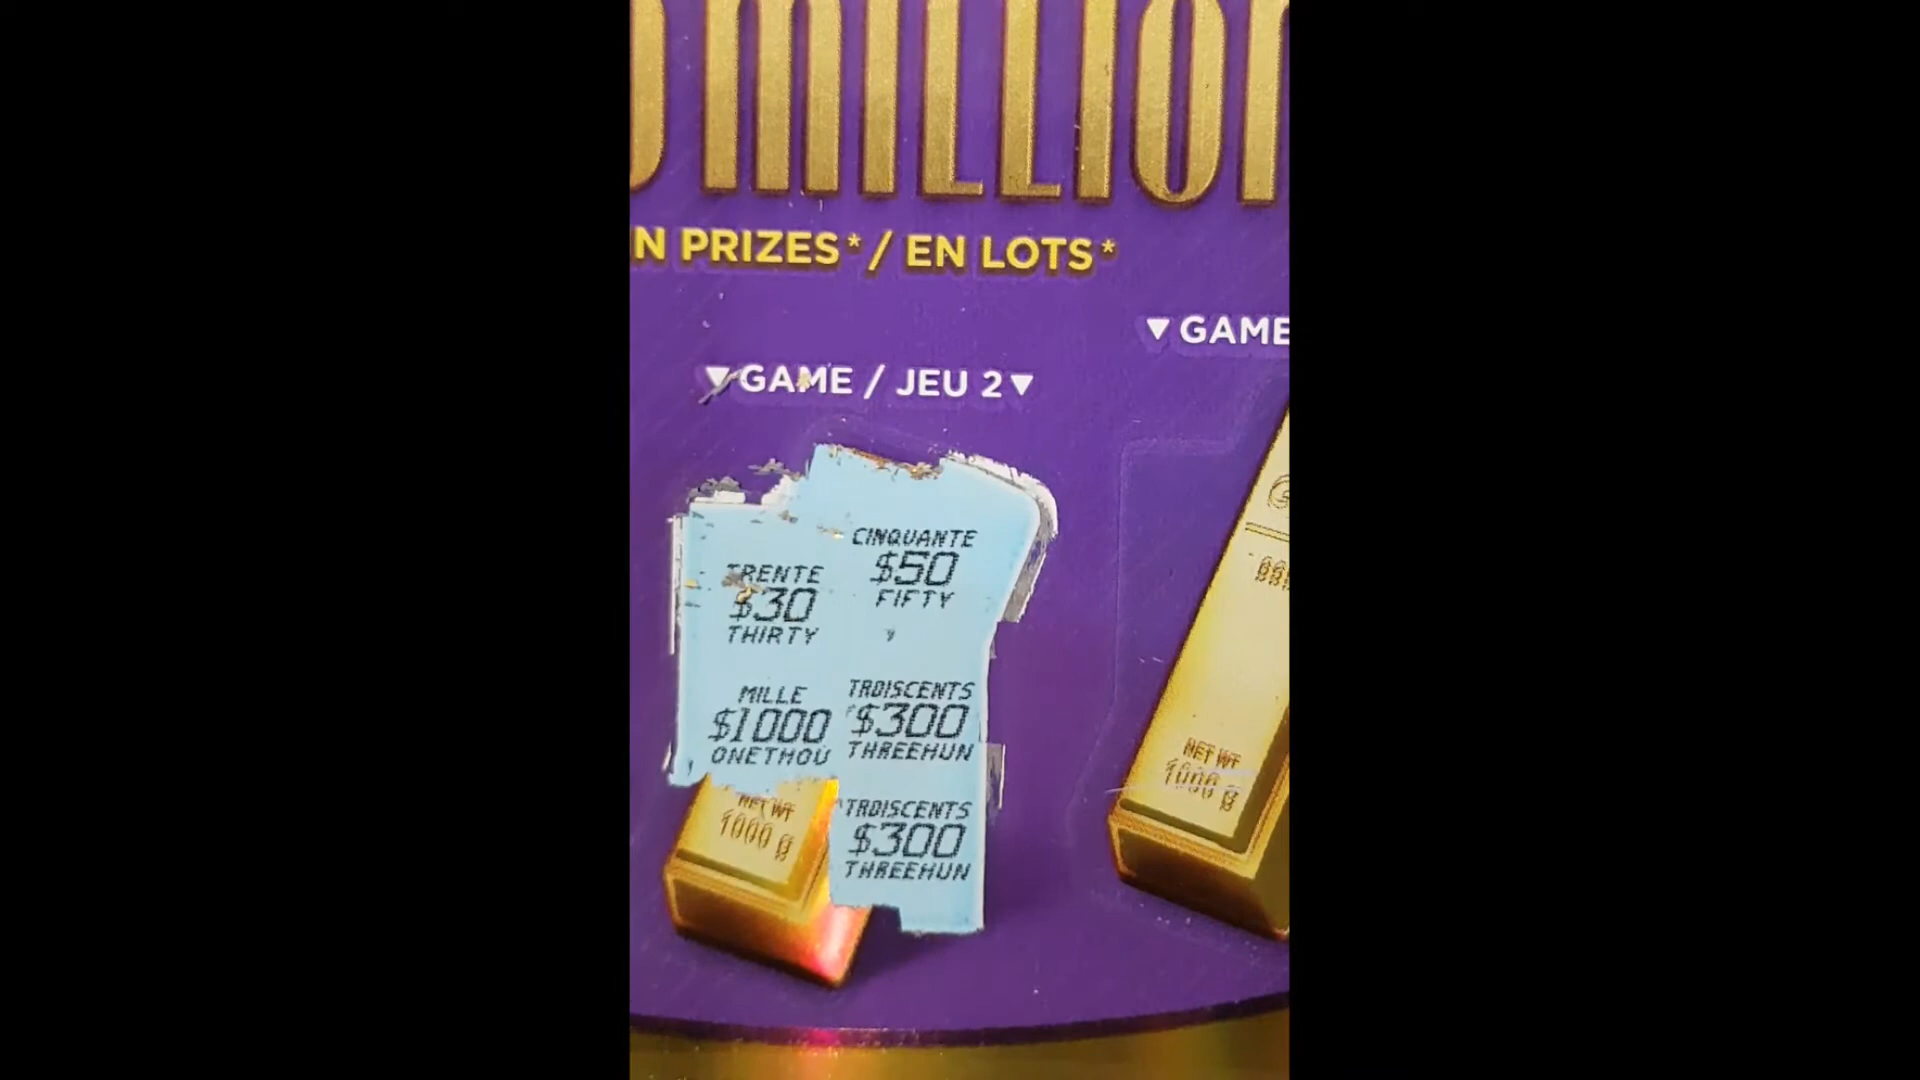 MILLION
N PRIZES* / EN LOTS*
▼ GAME
▼GAME / JEU 2▼
CINQUANTE
$50
FIFTY
TRENTE
$30
THIRTY
MILLE
$1000
ONETHOU
TROISCENTS
$300
THREEHUN
TROISCENTS
$300
THREEHUN
NET WT
1000 g
NET WT
1000 g